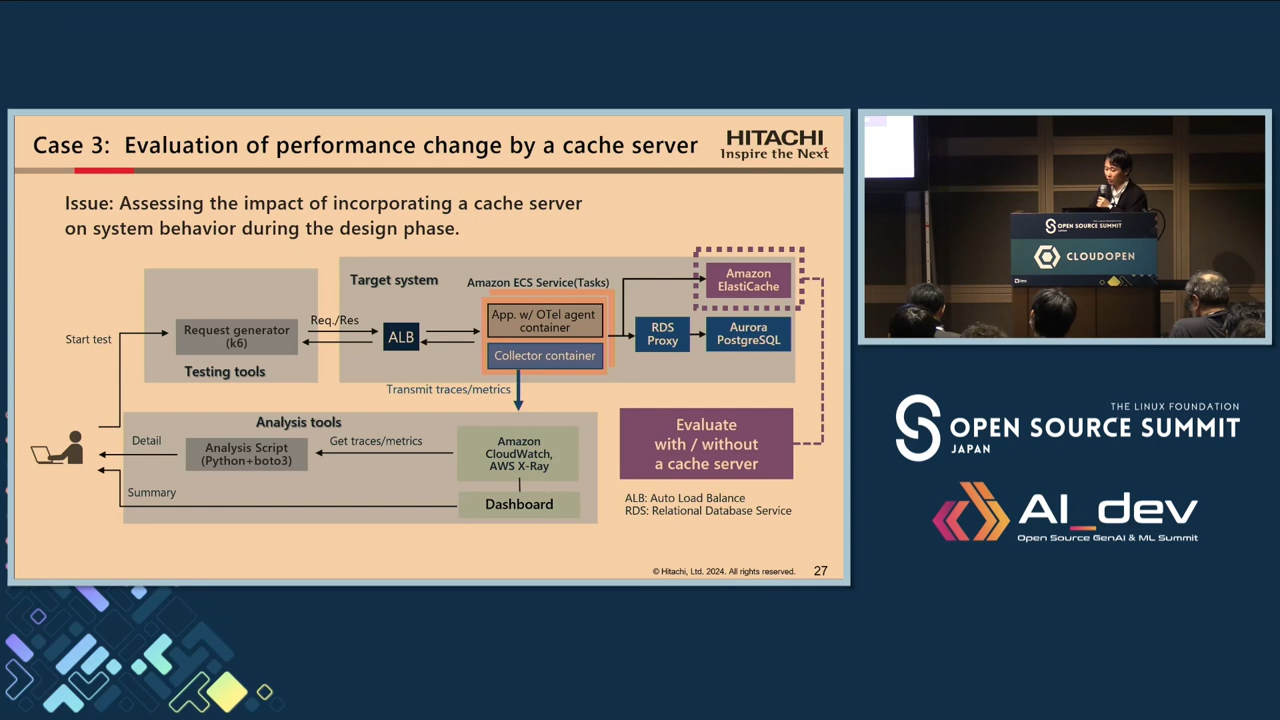 Case 3: Evaluation of performance change by a cache server
HITACHI
Inspire the Next
Issue: Assessing the impact of incorporating a cache server
on system behavior during the design phase.
Target system
Amazon ECS Service(Tasks)
Amazon
ElastiCache
App. w/ OTel agent
container
Collector container
Req./Res
Request generator
(k6)
ALB
RDS
Proxy
Aurora
PostgreSQL
Start test
Testing tools
Transmit traces/metrics
Analysis tools
Detail
Analysis Script
(Python+boto3)
Get traces/metrics
Amazon
CloudWatch,
AWS X-Ray
Evaluate
with / without
a cache server
Summary
Dashboard
ALB: Auto Load Balance
RDS: Relational Database Service
© Hitachi, Ltd. 2024. All rights reserved.
27
OPEN SOURCE SUMMIT
CLOUDOPEN
THE LINUX FOUNDATION
OPEN SOURCE SUMMIT
JAPAN
AI_dev
Open Source GenAI & ML Summit